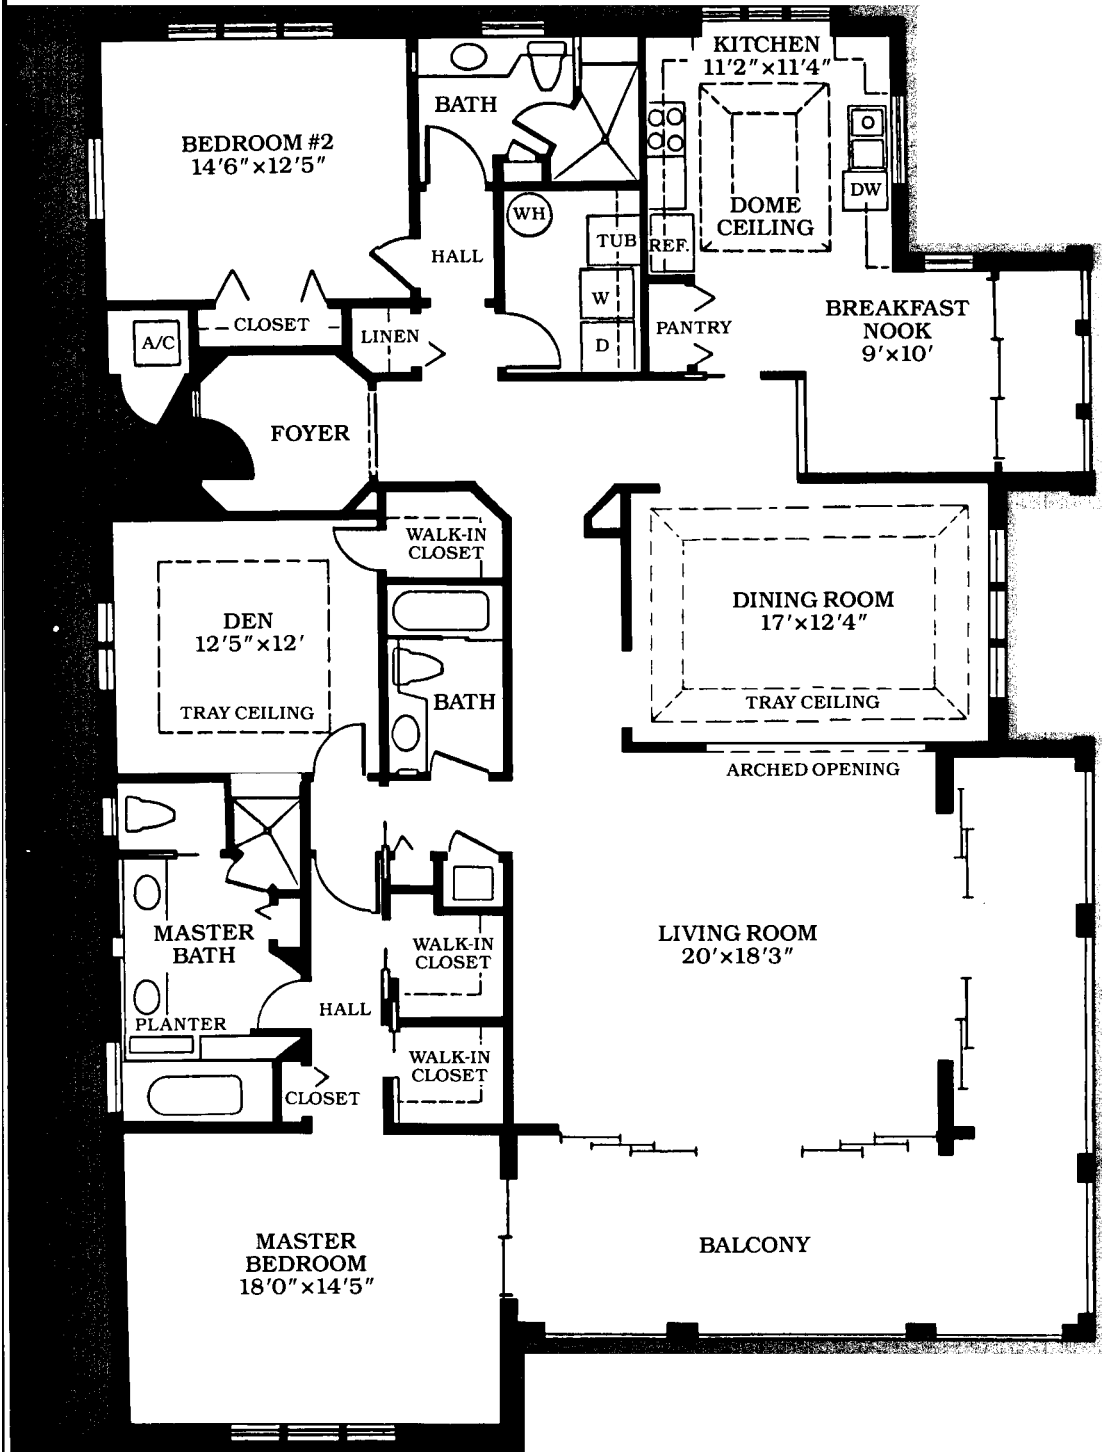 KITCHEN
11'2"×11'4"
BATH
BEDROOM #2
14'6"×12'5"
DW
DOME
CEILING
WH
TUB
REF.
HALL
W
BREAKFAST
NOOK
9'×10'
CLOSET
LINEN
PANTRY
A/C
D
FOYER
WALK-IN
CLOSET
DEN
12'5"×12'
DINING ROOM
17'×12'4"
BATH
TRAY CEILING
TRAY CEILING
ARCHED OPENING
MASTER
BATH
WALK-IN
CLOSET
LIVING ROOM
20'×18'3"
HALL
PLANTER
WALK-IN
CLOSET
CLOSET
MASTER
BEDROOM
18'0"×14'5"
BALCONY